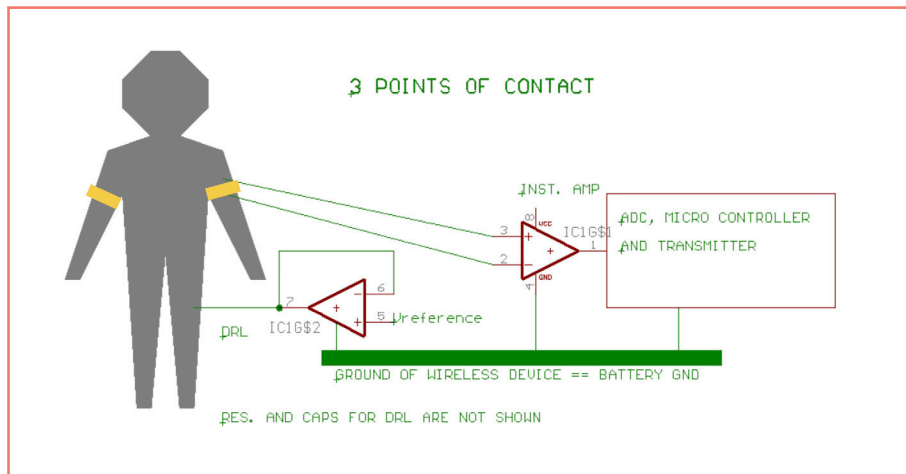 3 POINTS OF CONTACT
INST. AMP
8
VCC
3
IC1G$1
1
2
GND
4
ADC, MICRO CONTROLLER
AND TRANSMITTER
7
6
5
IC1G$2
Vreference
DRL
GROUND OF WIRELESS DEVICE == BATTERY GND
RES. AND CAPS FOR DRL ARE NOT SHOWN